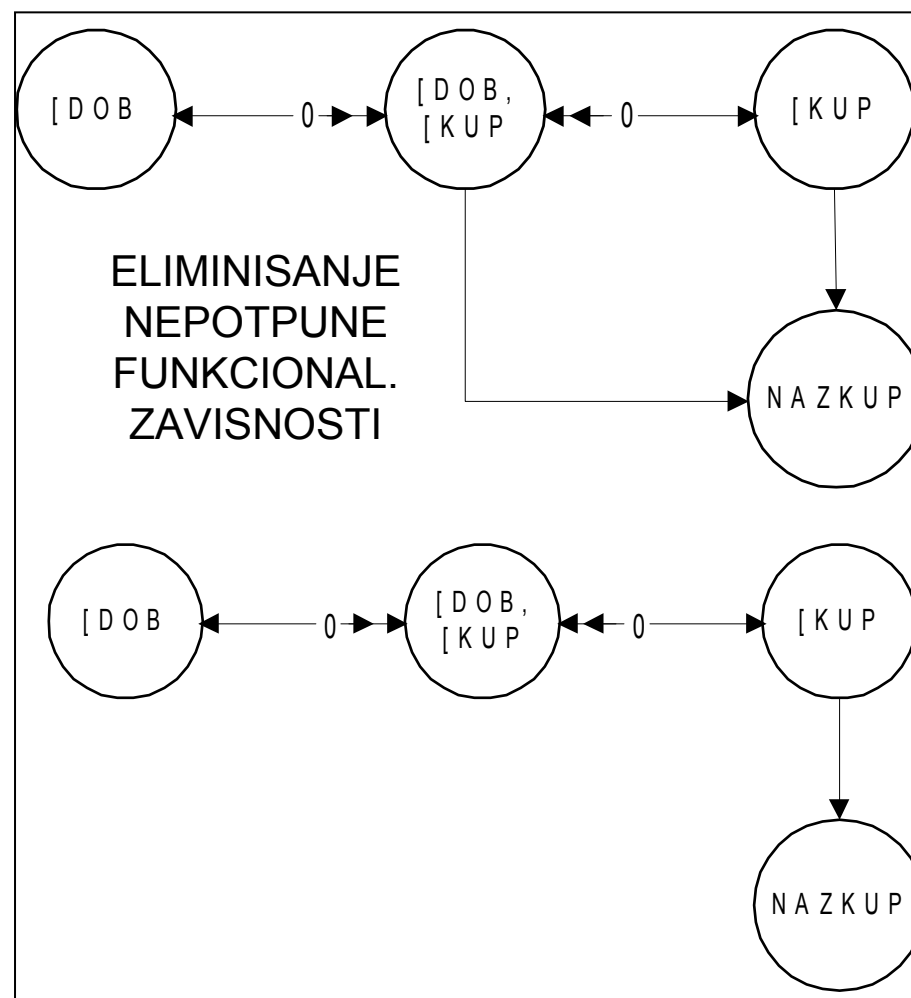 [DOB
0
[DOB,
[KUP
0
[KUP
ELIMINISANJE
NEPOTPUNE
FUNKCIONAL.
ZAVISNOSTI
NAZKUP
[DOB
0
[DOB,
[KUP
0
[KUP
NAZKUP